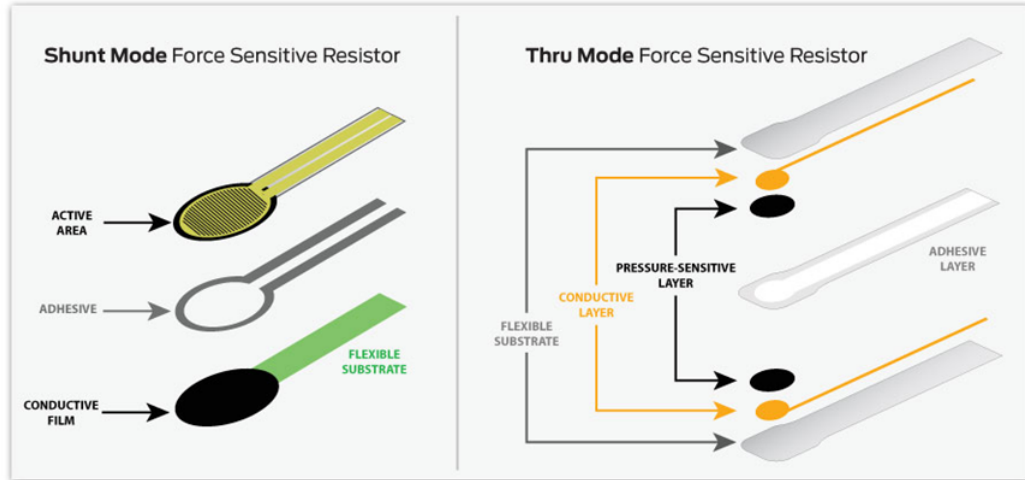 Shunt Mode Force Sensitive Resistor
ACTIVE
AREA
ADHESIVE
FLEXIBLE
SUBSTRATE
CONDUCTIVE
FILM
Thru Mode Force Sensitive Resistor
ADHESIVE
LAYER
PRESSURE-SENSITIVE
LAYER
CONDUCTIVE
LAYER
FLEXIBLE
SUBSTRATE